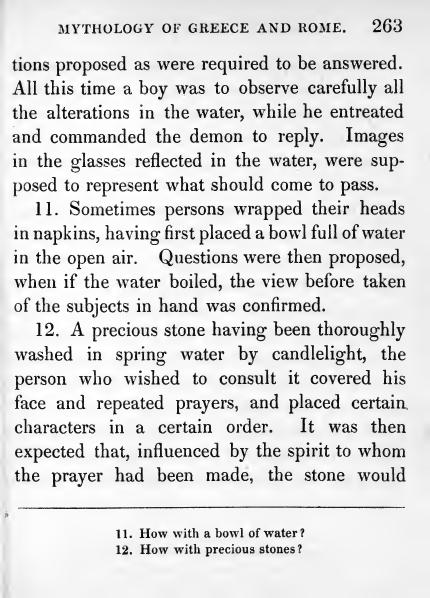 MYTHOLOGY OF GREECE AND ROME. 263
tions proposed as were required to be answered.
All this time a boy was to observe carefully all
the alterations in the water, while he entreated
and commanded the demon to reply. Images
in the glasses reflected in the water, were sup-
posed to represent what should come to pass.
11. Sometimes persons wrapped their heads
in napkins, having first placed a bowl full of water
in the open air. Questions were then proposed,
when if the water boiled, the view before taken
of the subjects in hand was confirmed.
12. A precious stone having been thoroughly
washed in spring water by candlelight, the
person who wished to consult it covered his
face and repeated prayers, and placed certain
characters in a certain order. It was then
expected that, influenced by the spirit to whom
the prayer had been made, the stone would
11. How with a bowl of water?
12. How with precious stones?